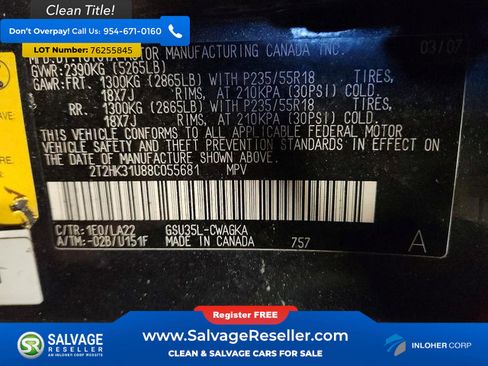 Clean Title!
Don't Overpay! Call Us: 954-671-0160
Lot Number: 76255845
MOTOR MANUFACTURING CANADA INC.
03/07
GVWR: 2390KG (5265LB)
GAWR: FRT. 1300KG (2865LB) WITH P235/55R18 TIRES,
18X7J RIMS, AT 210KPA (30PSI) COLD.
RR. 1300KG (2865LB) WITH P235/55R18 TIRES,
18X7J RIMS, AT 210KPA (30PSI) COLD.
THIS VEHICLE CONFORMS TO ALL APPLICABLE FEDERAL MOTOR
VEHICLE SAFETY AND THEFT PREVENTION STANDARDS IN EFFECT
ON THE DATE OF MANUFACTURE SHOWN ABOVE.
2T2HK31U88C055681 MPV
C/TR: 1E0/LA22 GSU35L-CWAGKA
A/TM: -02B/U151F MADE IN CANADA 757 A
Register FREE
SALVAGE RESELLER
AN INLOHER CORP WEBSITE
www.SalvageReseller.com
CLEAN & SALVAGE CARS FOR SALE
INLOHER CORP